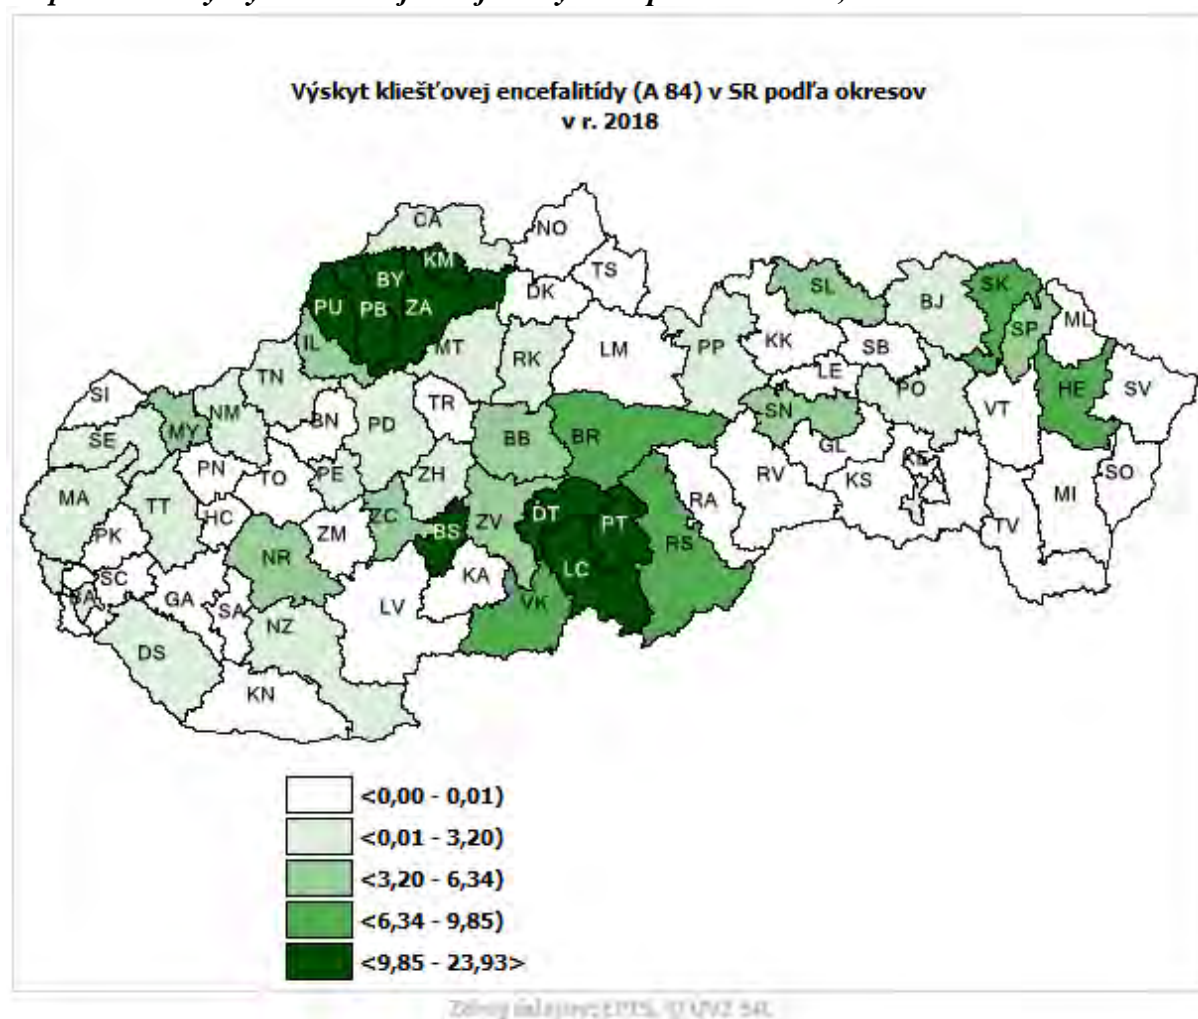 Výskyt kliešťovej encefalitídy (A 84) v SR podľa okresov
v r. 2018
CA
NO
KM
TS
BY
DK
PU PB ZA
SL
SK
BJ
ML
SP
IL
MT
RK
LM
PP
KK
SB
TN
LE
HE
SV
SI
BN
TR
PO
VT
NM
SN
MY
PD
BB
BR
SE
GL
PN
TO
PE
ZH
RV
KS
KE
SO
MA
TT
RA
MI
HC
ZC
ZV
DT
PT
PK
ZM
BS
RS
TV
NR
LC
SC
KA
BA
GA
SA
LV
VK
NZ
DS
KN
<0,00 - 0,01)
<0,01 - 3,20)
<3,20 - 6,34)
<6,34 - 9,85)
<9,85 - 23,93>